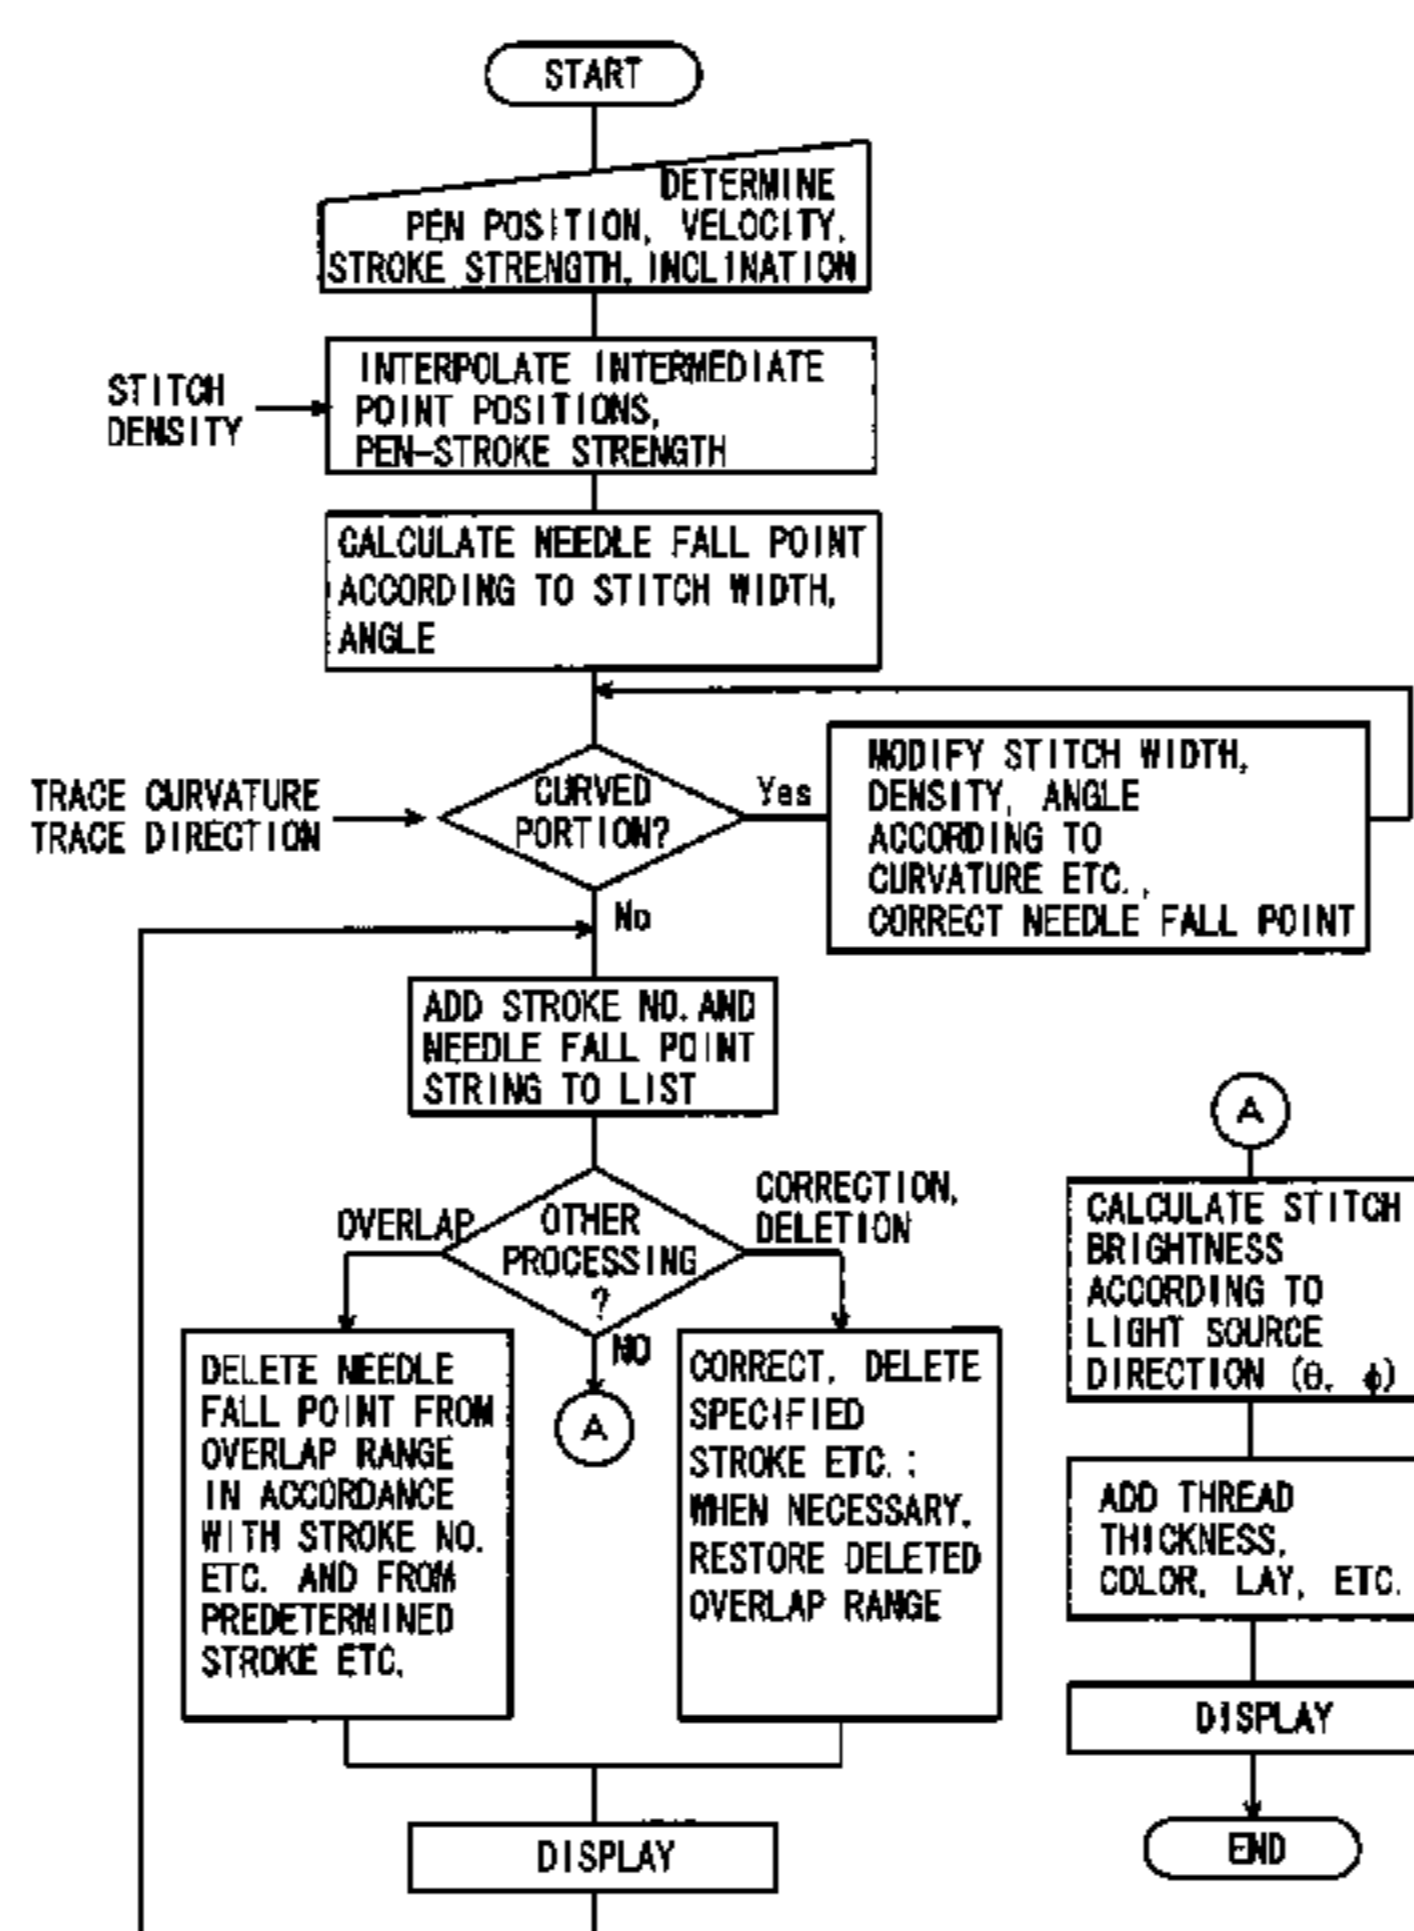 START
DETERMINE
PEN POSITION, VELOCITY,
STROKE STRENGTH, INCLINATION
STITCH
DENSITY
INTERPOLATE INTERMEDIATE
POINT POSITIONS,
PEN-STROKE STRENGTH
CALCULATE NEEDLE FALL POINT
ACCORDING TO STITCH WIDTH,
ANGLE
TRACE CURVATURE
TRACE DIRECTION
CURVED
PORTION?
Yes
MODIFY STITCH WIDTH,
DENSITY, ANGLE
ACCORDING TO
CURVATURE ETC.,
CORRECT NEEDLE FALL POINT
No
ADD STROKE NO. AND
NEEDLE FALL POINT
STRING TO LIST
OVERLAP
OTHER
PROCESSING
?
CORRECTION,
DELETION
NO
A
DELETE NEEDLE
FALL POINT FROM
OVERLAP RANGE
IN ACCORDANCE
WITH STROKE NO.
ETC. AND FROM
PREDETERMINED
STROKE ETC.
CORRECT, DELETE
SPECIFIED
STROKE ETC.;
WHEN NECESSARY,
RESTORE DELETED
OVERLAP RANGE
DISPLAY
A
CALCULATE STITCH
BRIGHTNESS
ACCORDING TO
LIGHT SOURCE
DIRECTION (θ, φ)
ADD THREAD
THICKNESS,
COLOR, LAY, ETC.
DISPLAY
END